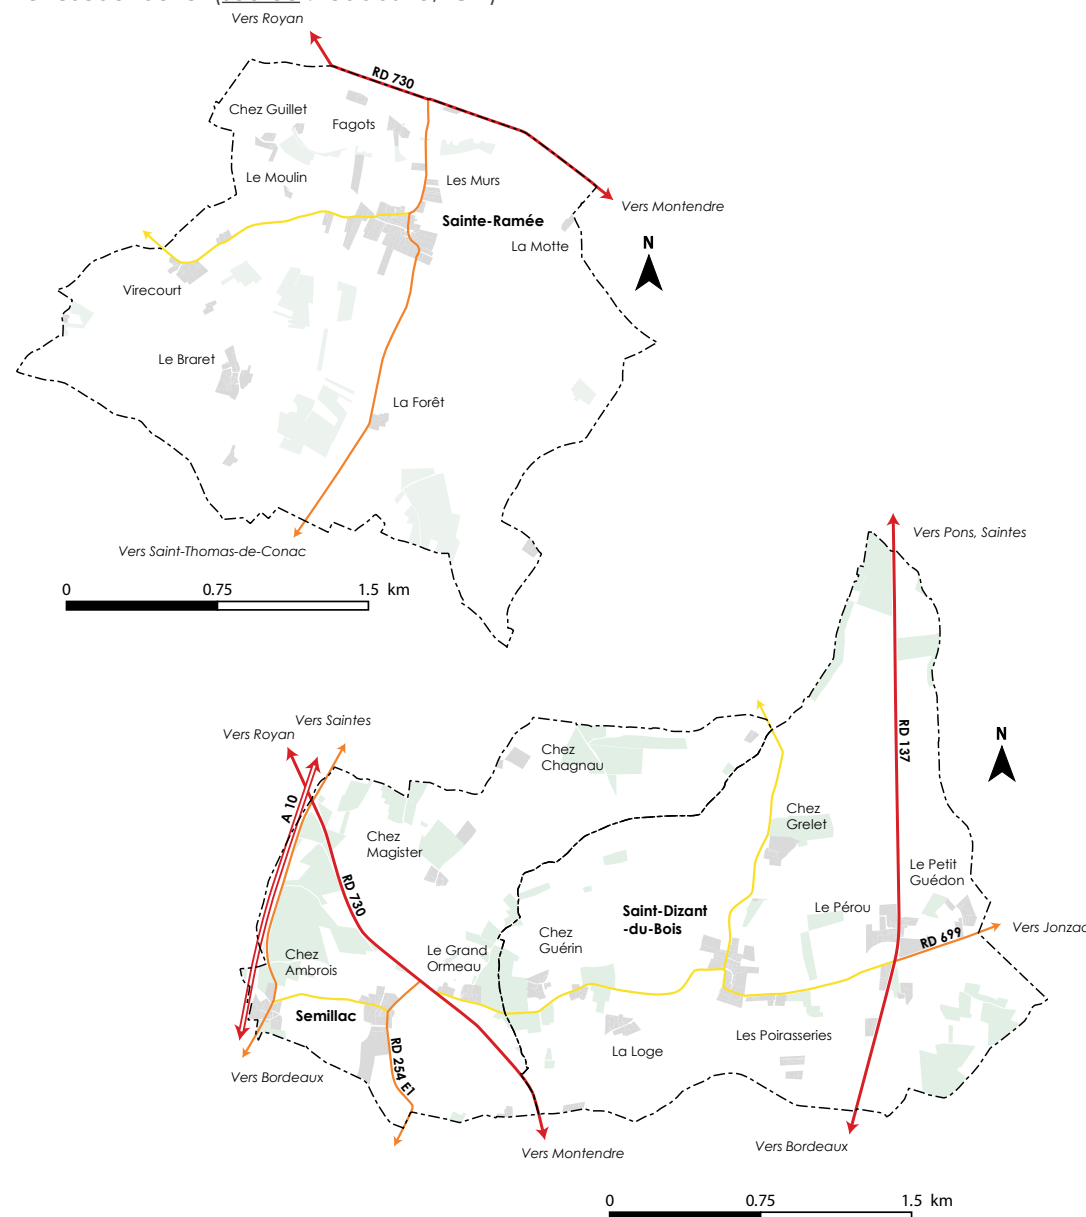 Vers Royan
RD 730
Chez Guillet
Fagots
Le Moulin
Les Murs
Vers Montendre
Sainte-Ramée
La Motte
N
Virecourt
Le Braret
La Forêt
Vers Saint-Thomas-de-Conac
0 0.75 1.5 km
Vers Pons, Saintes
Vers Saintes
Vers Royan
RD 137
N
Chez
Chagnau
A 10
Chez
Magister
Chez
Grelet
RD 730
Le Petit
Guédon
Saint-Dizant
-du-Bois
Le Pérou
Chez
Guérin
Vers Jonzac
RD 699
Le Grand
Ormeau
Chez
Ambrois
Semillac
Les Poirasseries
La Loge
RD 254 E1
Vers Bordeaux
Vers Montendre
Vers Bordeaux
0 0.75 1.5 km